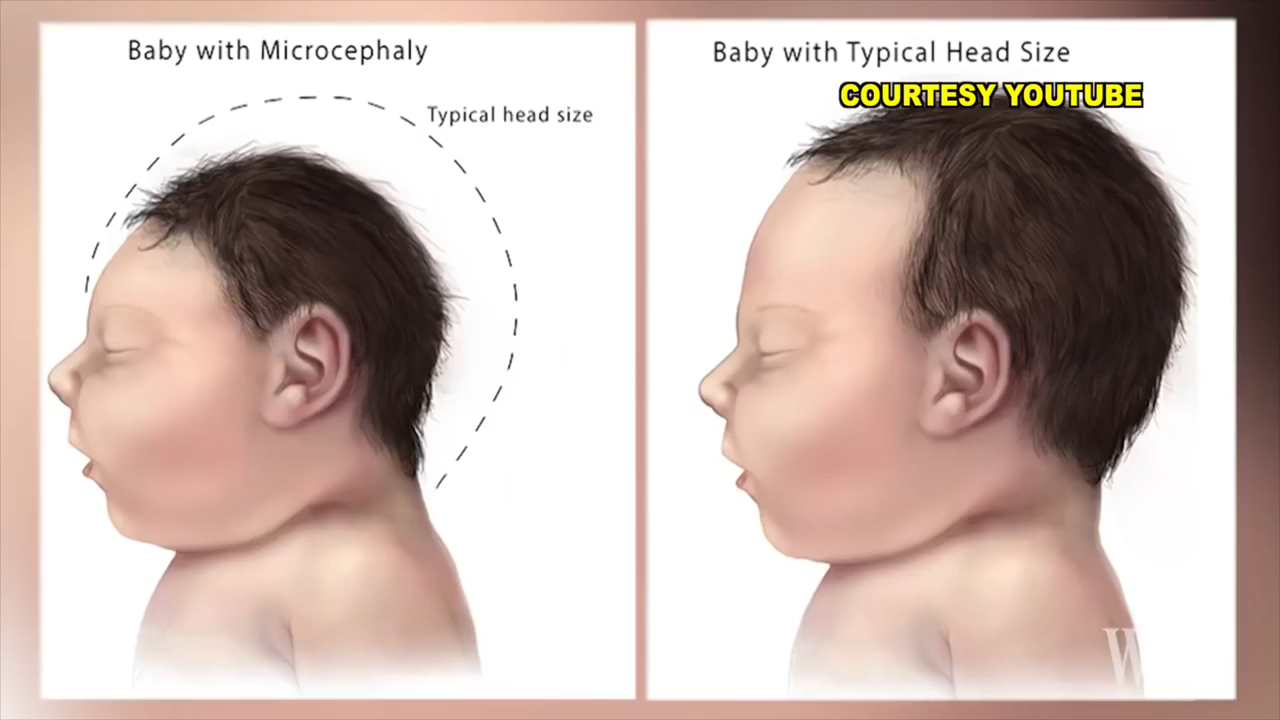 Baby with Microcephaly
Typical head size
Baby with Typical Head Size
COURTESY YOUTUBE
W